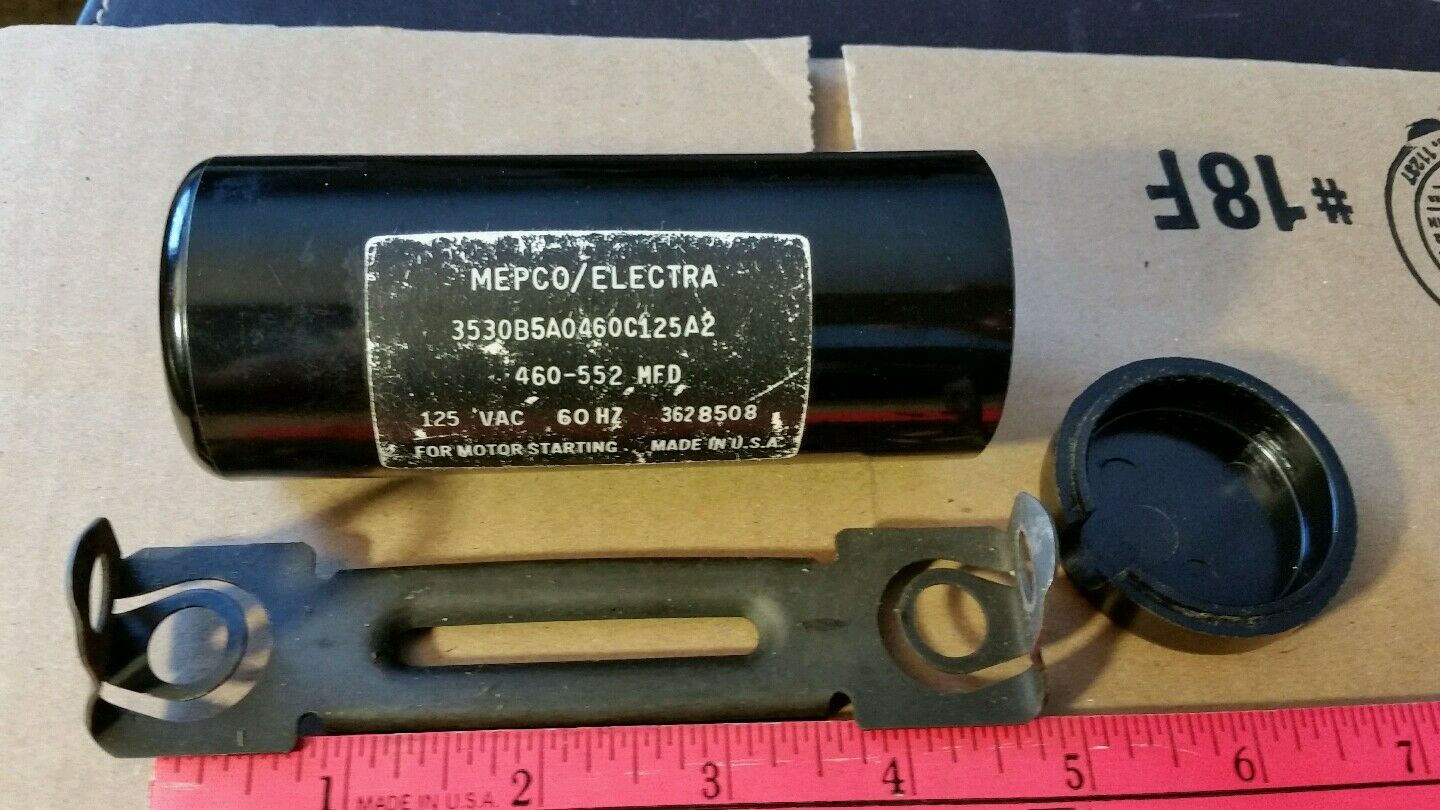 MEPCO/ELECTRA
3530B5A0460C125A2
460-552 MFD
125 VAC 60 HZ 3628508
FOR MOTOR STARTING MADE IN U.S.A.
#18F
1 2 3 4 5 6 7
MADE IN U.S.A.